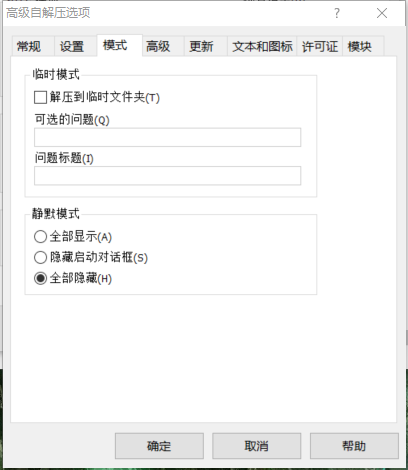 高级自解压选项
常规 设置 模式 高级 更新 文本和图标 许可证 模块
临时模式
解压到临时文件夹(T)
可选的问题(Q)
问题标题(I)
静默模式
全部显示(A)
隐藏启动对话框(S)
全部隐藏(H)
确定 取消 帮助